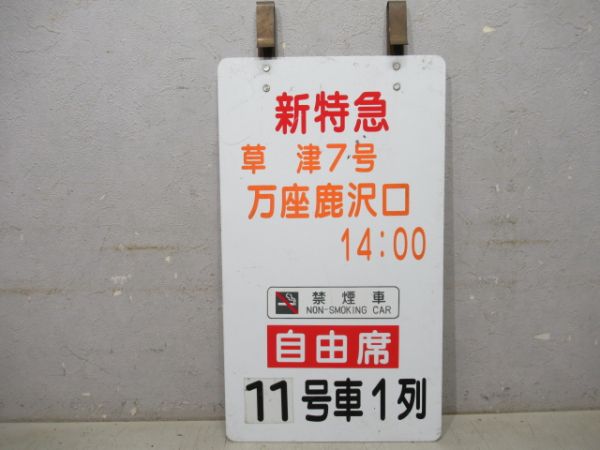 新特急
草 津7号
万座鹿沢口
14:00
禁煙車
NON-SMOKING CAR
自由席
11号車1列